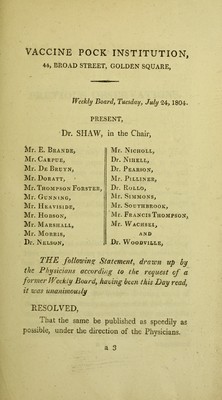 VACCINE POCK INSTITUTION,
44, BROAD STREET, GOLDEN SQUARE,
Weekly Board, Tuesday, July 24, 1804.
PRESENT,
Dr. SHAW, in the Chair,
Mr. E. BRANDE,
Mr. CARPUE,
Mr. DE BRUYN,
Mr. DORATT,
Mr. THOMPSON FORSTER,
Mr. GUNNING,
Mr. HEAVISIDE,
Mr. HOBSON,
Mr. MARSHALL,
Mr. MORRIS,
Dr. NELSON,
Mr. NICHOLL,
Dr. NIHELL,
Dr. PEARSON,
Mr. PILLINER,
Dr. ROLLO,
Mr. SIMMONS,
Mr. SOUTHBROOK,
Mr. FRANCIS THOMPSON,
Mr. WACHSEL,
AND
Dr. WOODVILLE,
THE following Statement, drawn up by
the Physicians according to the request of a
former Weekly Board, having been this Day read,
it was unanimously
RESOLVED,
That the same be published as speedily as
possible, under the direction of the Physicians.
a 3